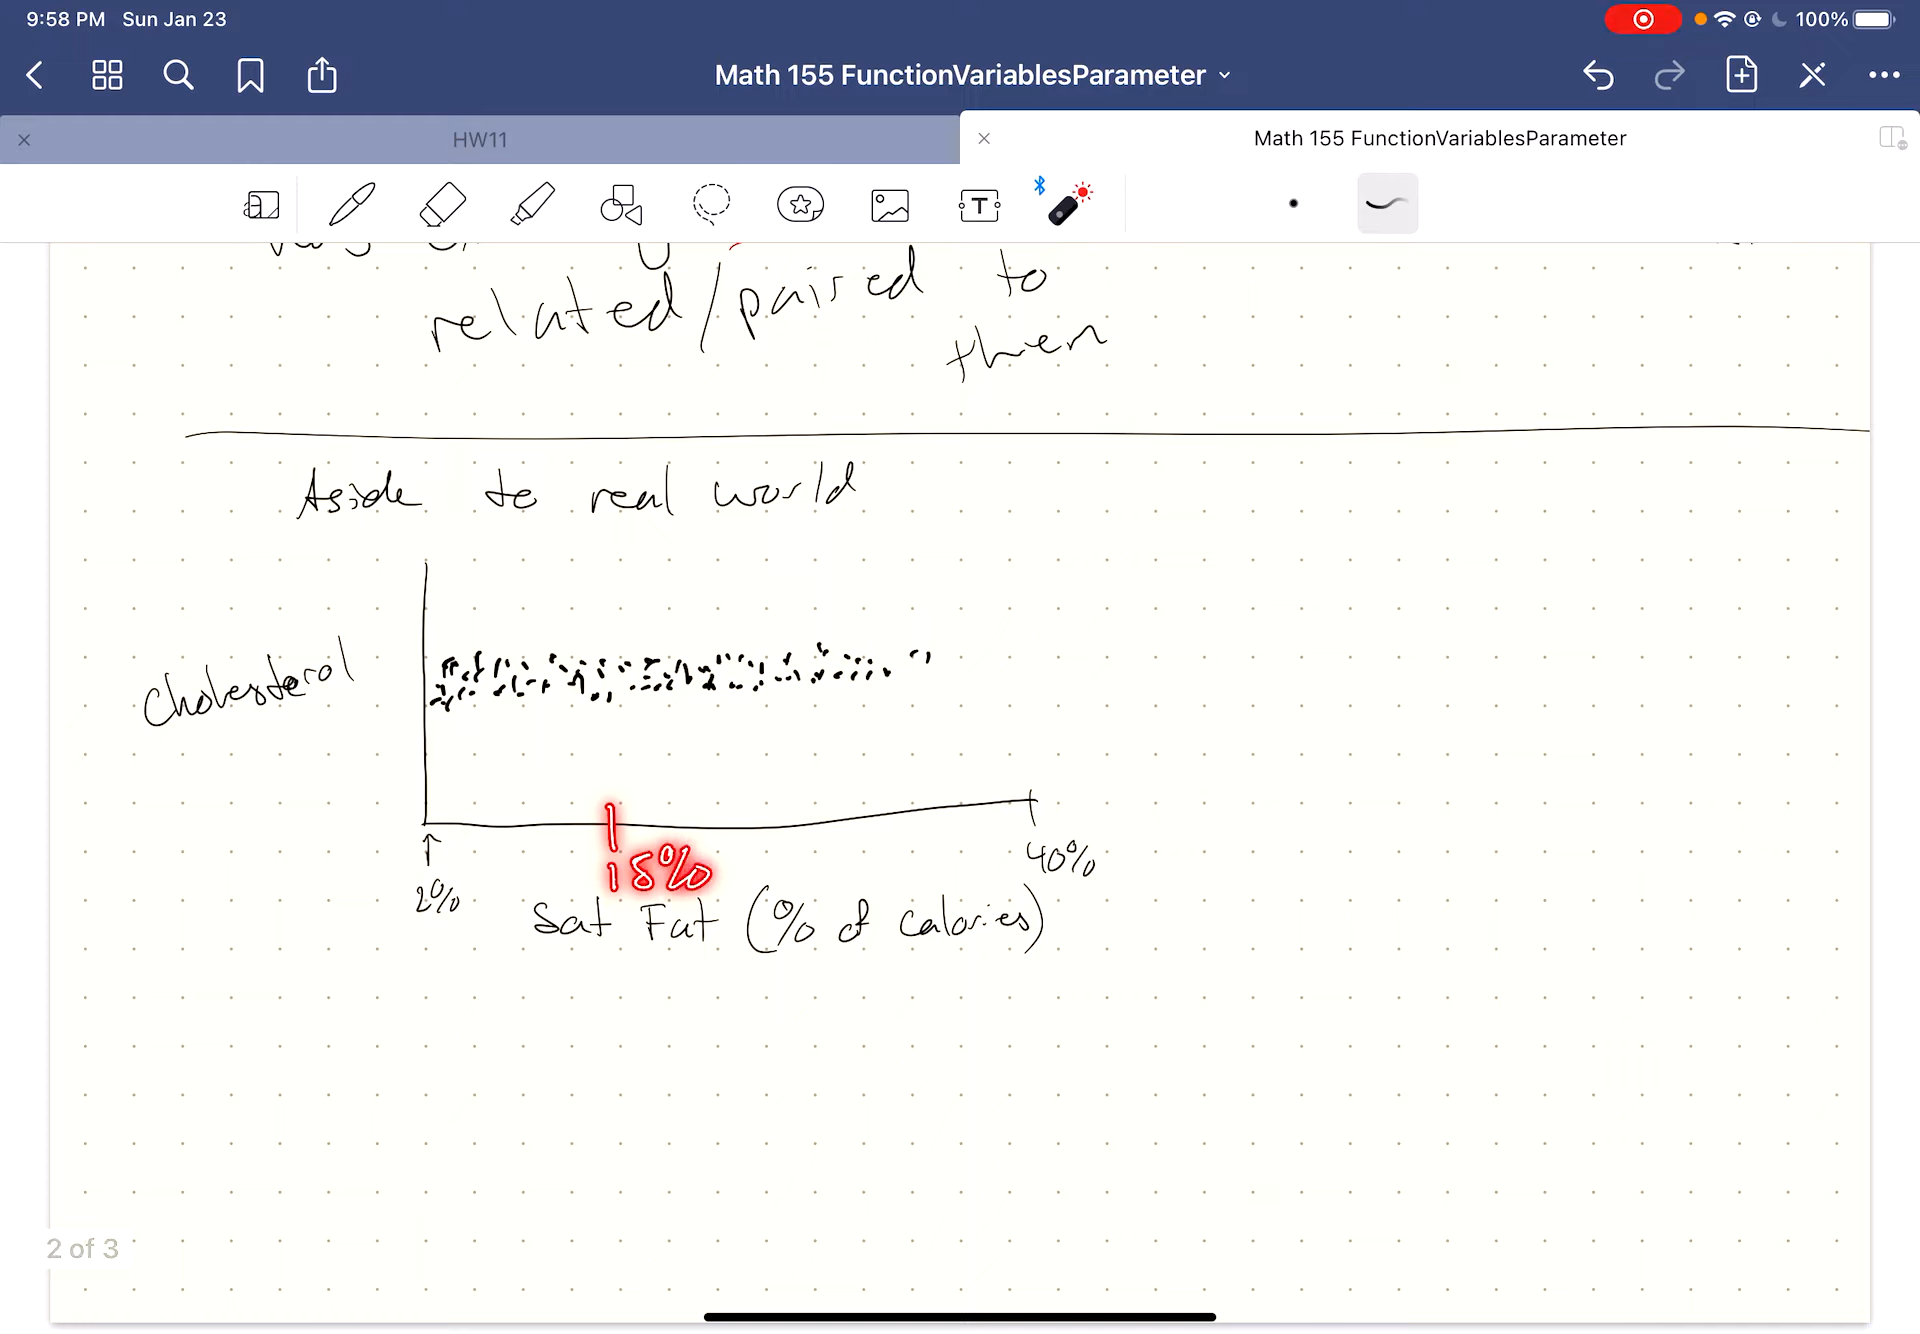 9:58 PM Sun Jan 23
100%
Math 155 FunctionVariablesParameter
HW11
Math 155 FunctionVariablesParameter
T
related/paired to
them
Aside to real world
Cholesterol
2%
15%
40%
Sat Fat (% of calories)
2 of 3